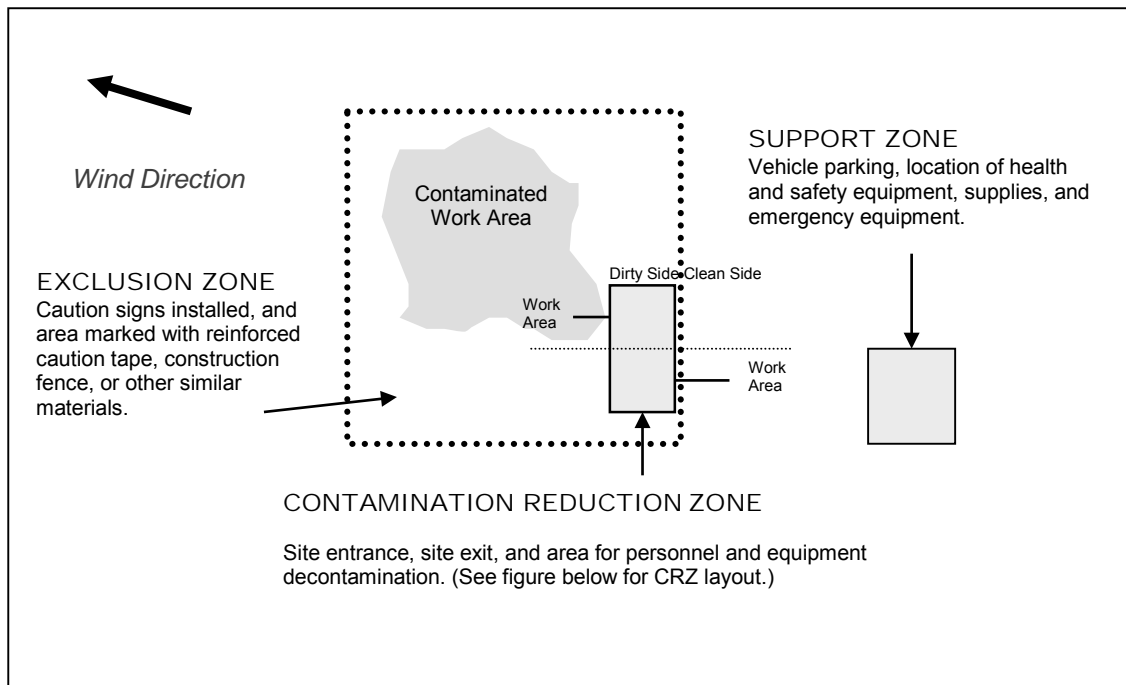 Wind Direction
Contaminated
Work Area
SUPPORT ZONE
Vehicle parking, location of health
and safety equipment, supplies, and
emergency equipment.
EXCLUSION ZONE
Caution signs installed, and
area marked with reinforced
caution tape, construction
fence, or other similar
materials.
Dirty Side Clean Side
Work
Area
Work
Area
CONTAMINATION REDUCTION ZONE
Site entrance, site exit, and area for personnel and equipment
decontamination. (See figure below for CRZ layout.)